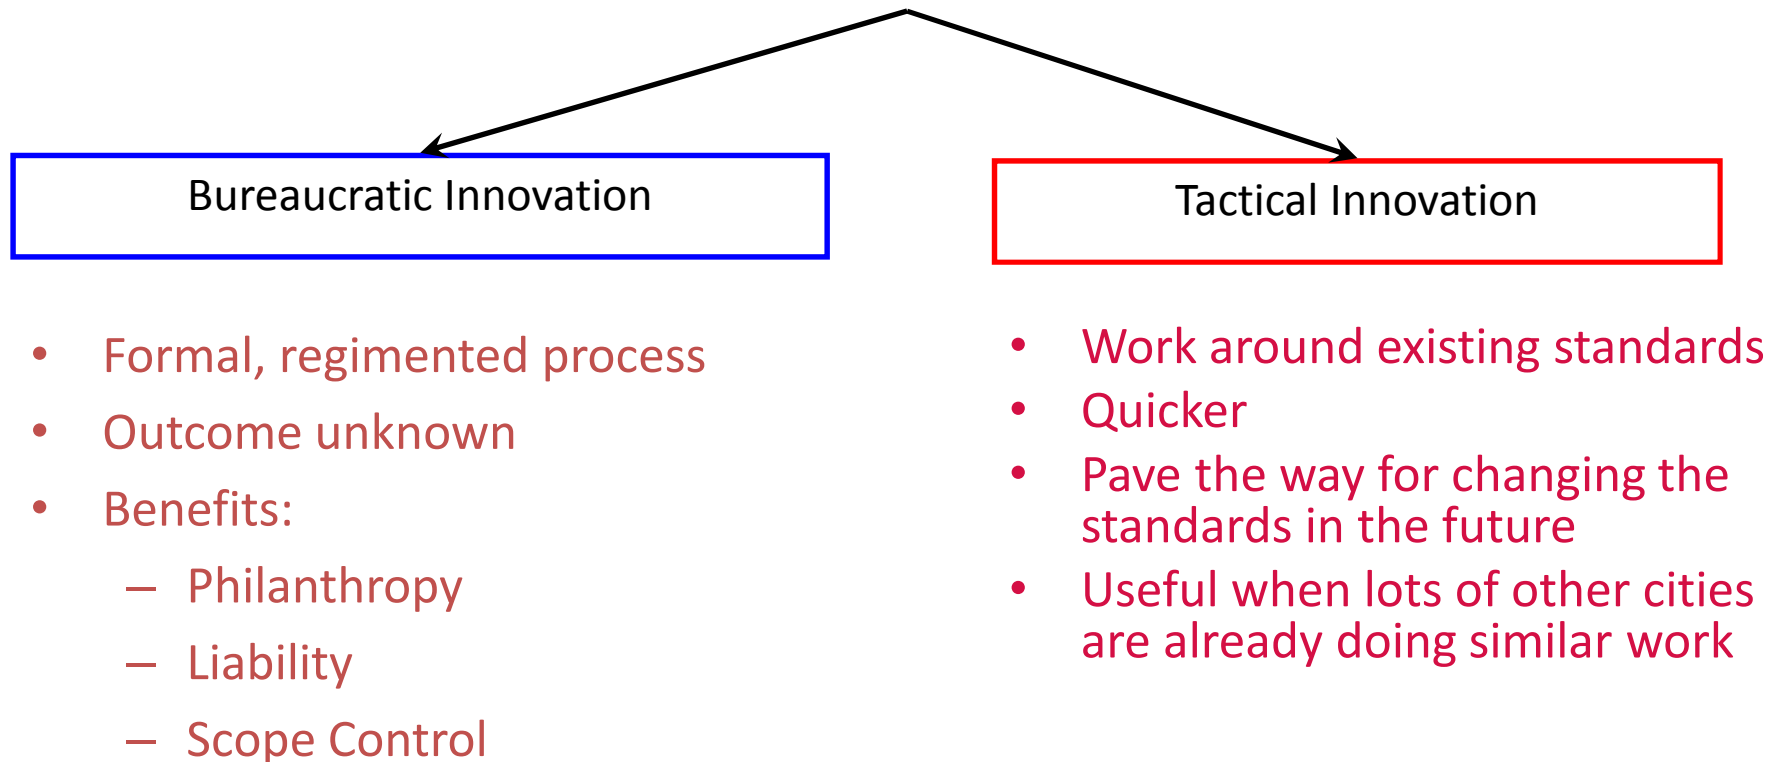 Bureaucratic Innovation
• Formal, regimented process
• Outcome unknown
• Benefits:
– Philanthropy
– Liability
– Scope Control
Tactical Innovation
• Work around existing standards
• Quicker
• Pave the way for changing the
standards in the future
• Useful when lots of other cities
are already doing similar work